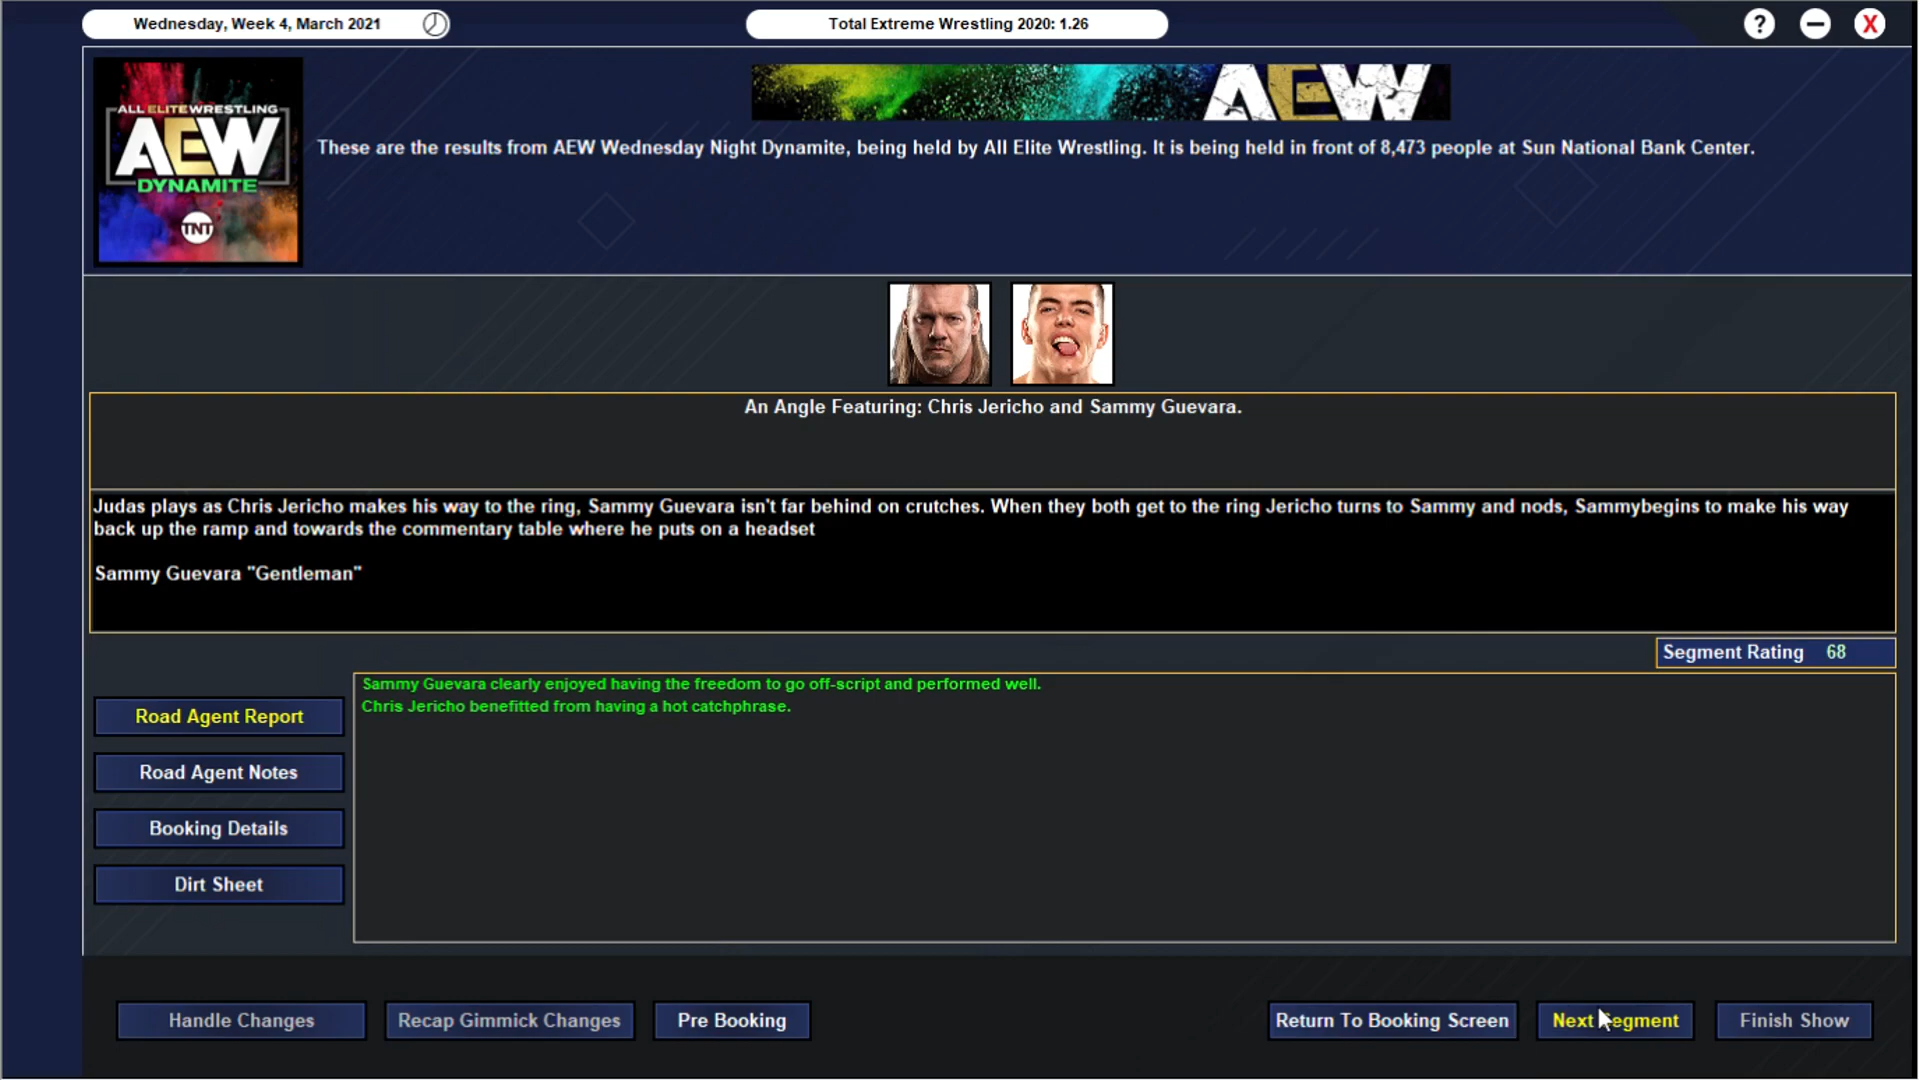 Wednesday, Week 4, March 2021
Total Extreme Wrestling 2020: 1.26
?
X
ALL ELITE WRESTLING
AEW
DYNAMITE
TNT
AEW
These are the results from AEW Wednesday Night Dynamite, being held by All Elite Wrestling. It is being held in front of 8,473 people at Sun National Bank Center.
An Angle Featuring: Chris Jericho and Sammy Guevara.
Judas plays as Chris Jericho makes his way to the ring, Sammy Guevara isn't far behind on crutches. When they both get to the ring Jericho turns to Sammy and nods, Sammybegins to make his way
back up the ramp and towards the commentary table where he puts on a headset
Sammy Guevara "Gentleman"
Segment Rating 68
Sammy Guevara clearly enjoyed having the freedom to go off-script and performed well.
Chris Jericho benefitted from having a hot catchphrase.
Road Agent Report
Road Agent Notes
Booking Details
Dirt Sheet
Handle Changes
Recap Gimmick Changes
Pre Booking
Return To Booking Screen
Next Segment
Finish Show